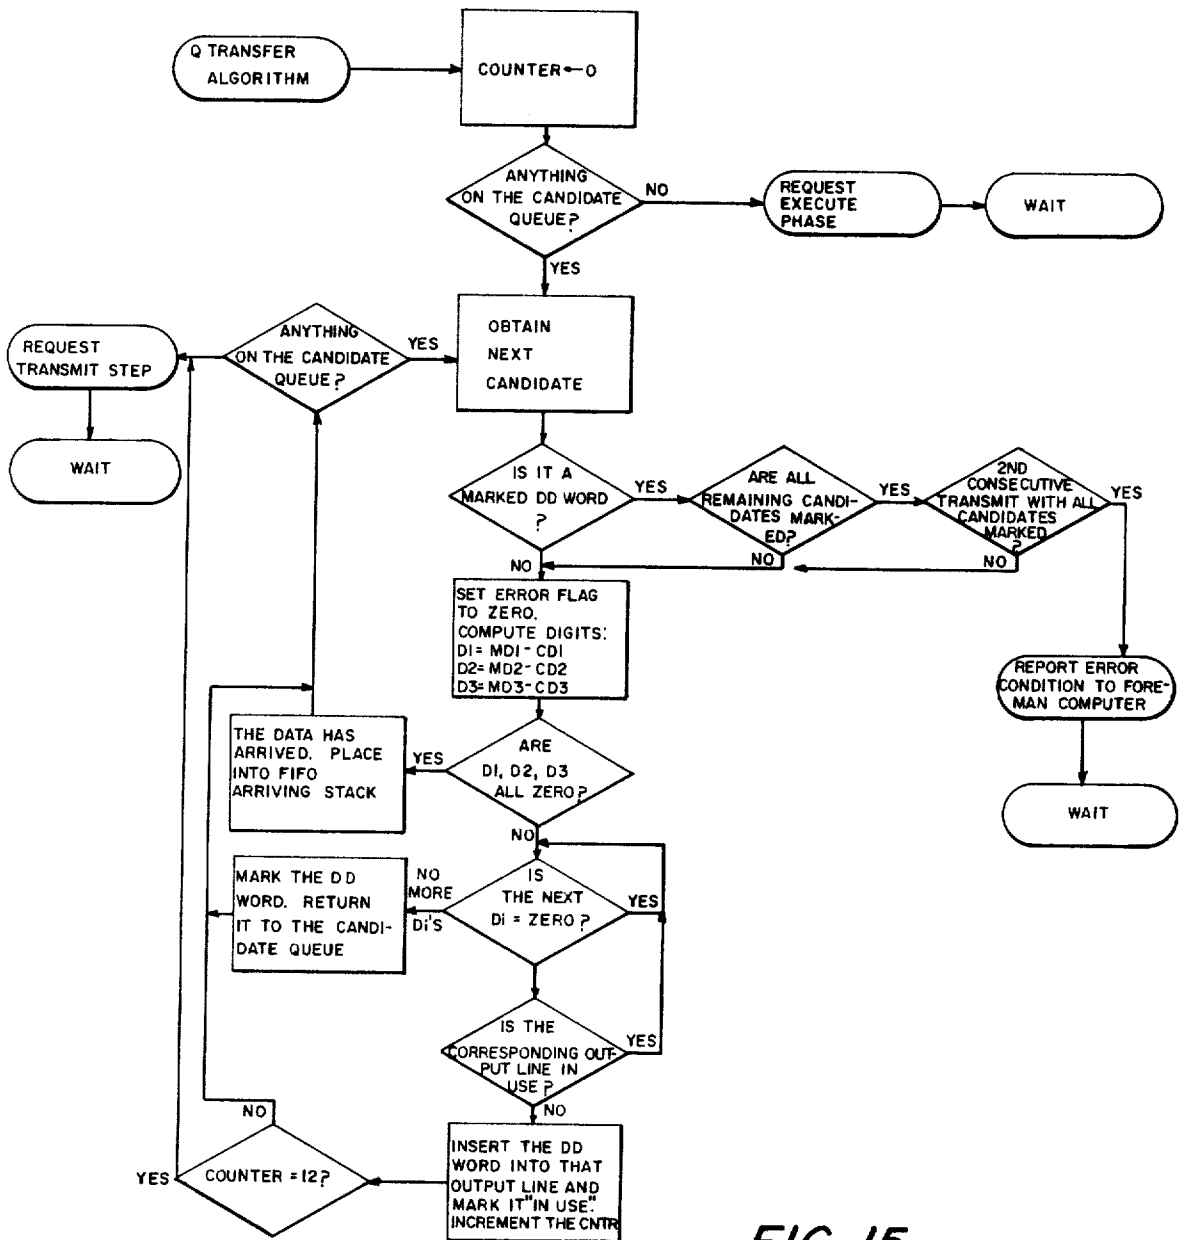 Q TRANSFER
ALGORITHM
COUNTER←0
ANYTHING
ON THE CANDIDATE
QUEUE?
NO
REQUEST
EXECUTE
PHASE
WAIT
YES
OBTAIN
NEXT
CANDIDATE
ANYTHING
ON THE CANDIDATE
QUEUE?
YES
REQUEST
TRANSMIT STEP
WAIT
IS IT A
MARKED DD WORD
?
YES
ARE ALL
REMAINING CANDI-
DATES MARK-
ED?
YES
2ND
CONSECUTIVE
TRANSMIT WITH ALL
CANDIDATES
MARKED
?
YES
NO
NO
NO
SET ERROR FLAG
TO ZERO.
COMPUTE DIGITS:
D1= MD1-CD1
D2= MD2-CD2
D3=MD3-CD3
REPORT ERROR
CONDITION TO FORE-
MAN COMPUTER
WAIT
THE DATA HAS
ARRIVED. PLACE
INTO FIFO
ARRIVING STACK
YES
ARE
D1, D2, D3
ALL ZERO?
NO
MARK THE DD
WORD. RETURN
IT TO THE CANDI-
DATE QUEUE
NO
MORE
Di'S
IS
THE NEXT
Di = ZERO?
YES
IS THE
CORRESPONDING OUT-
PUT LINE IN
USE?
YES
NO
INSERT THE DD
WORD INTO THAT
OUTPUT LINE AND
MARK IT "IN USE".
INCREMENT THE CNTR
NO
YES
COUNTER =12?
FIG. 15